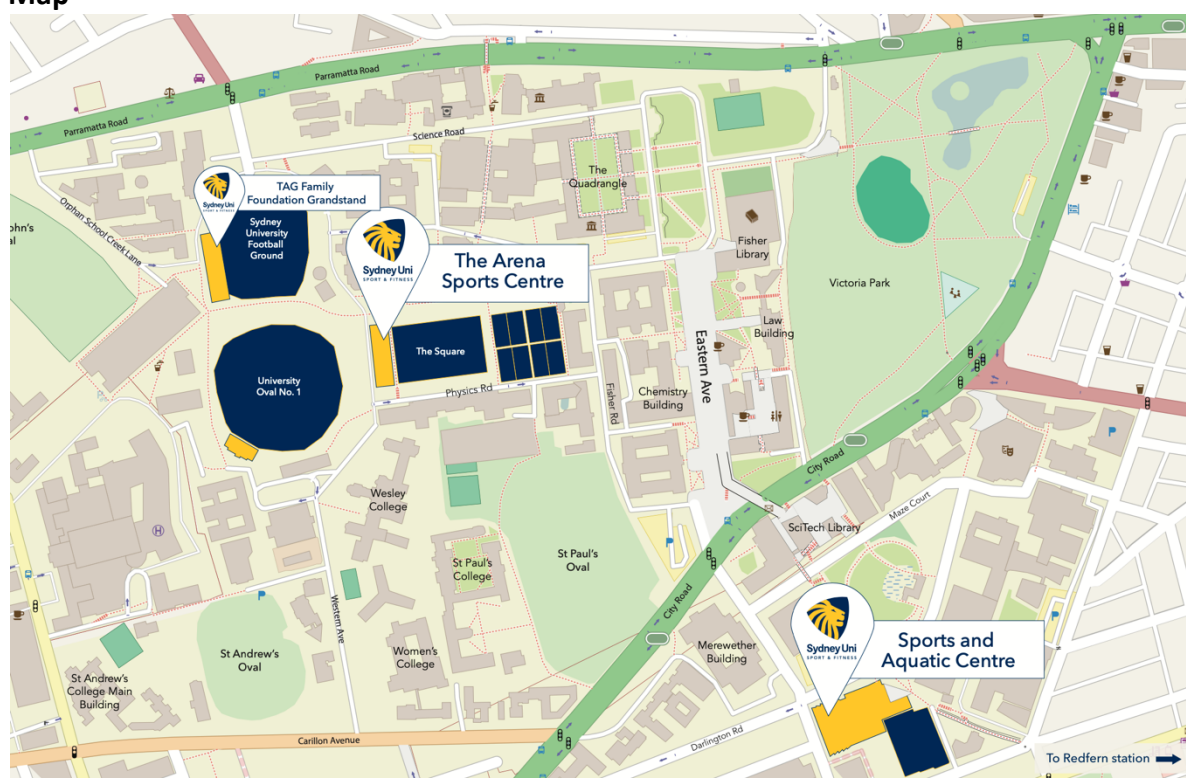 Map
Parramatta Road
Parramatta Road
Science Road
Orphan School Creek Lane
Sydney Uni
SPORT & FITNESS
TAG Family
Foundation Grandstand
Sydney
University
Football
Ground
The
Quadrangle
Sydney Uni
SPORT & FITNESS
The Arena
Sports Centre
Fisher
Library
Victoria Park
The Square
Law
Building
Eastern Ave
University
Oval No. 1
Physics Rd
Fisher Rd
Chemistry
Building
City Road
Wesley
College
Maze Court
SciTech Library
H
P
St Paul's
College
St Paul's
Oval
P
P
P
Western Ave
City Road
Sydney Uni
SPORT & FITNESS
Sports and
Aquatic Centre
St Andrew's
Oval
Women's
College
Merewether
Building
St Andrew's
College Main
Building
Carillon Avenue
Darlington Rd
To Redfern station